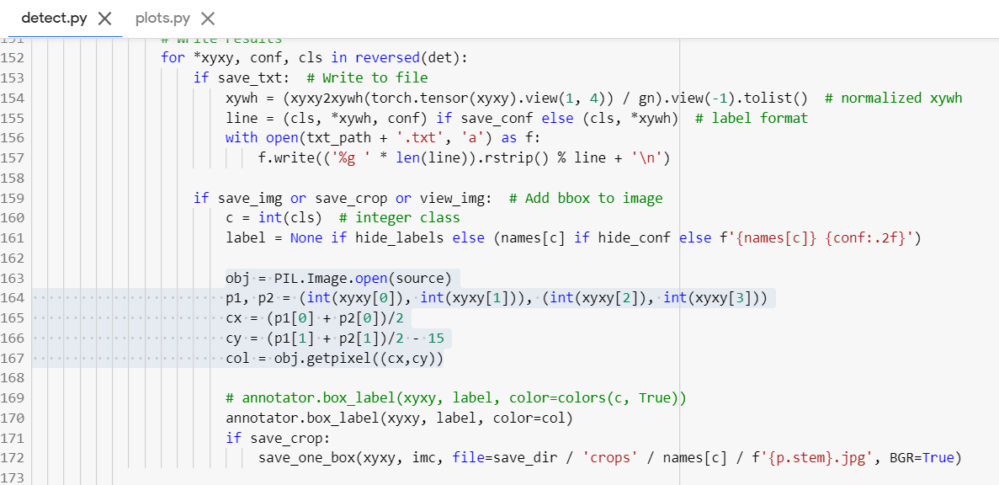 detect.py × plots.py ×
151 # Write results
152 for *xyxy, conf, cls in reversed(det):
153 if save_txt:  # Write to file
154 xywh = (xyxy2xywh(torch.tensor(xyxy).view(1, 4)) / gn).view(-1).tolist()  # normalized xywh
155 line = (cls, *xywh, conf) if save_conf else (cls, *xywh)  # label format
156 with open(txt_path + '.txt', 'a') as f:
157 f.write(('%g ' * len(line)).rstrip() % line + '\n')
158
159 if save_img or save_crop or view_img:  # Add bbox to image
160 c = int(cls)  # integer class
161 label = None if hide_labels else (names[c] if hide_conf else f'{names[c]} {conf:.2f}')
162
163 obj = PIL.Image.open(source)
164 p1, p2 = (int(xyxy[0]), int(xyxy[1])), (int(xyxy[2]), int(xyxy[3]))
165 cx = (p1[0] + p2[0])/2
166 cy = (p1[1] + p2[1])/2 - 15
167 col = obj.getpixel((cx,cy))
168
169 # annotator.box_label(xyxy, label, color=colors(c, True))
170 annotator.box_label(xyxy, label, color=col)
171 if save_crop:
172 save_one_box(xyxy, imc, file=save_dir / 'crops' / names[c] / f'{p.stem}.jpg', BGR=True)
173